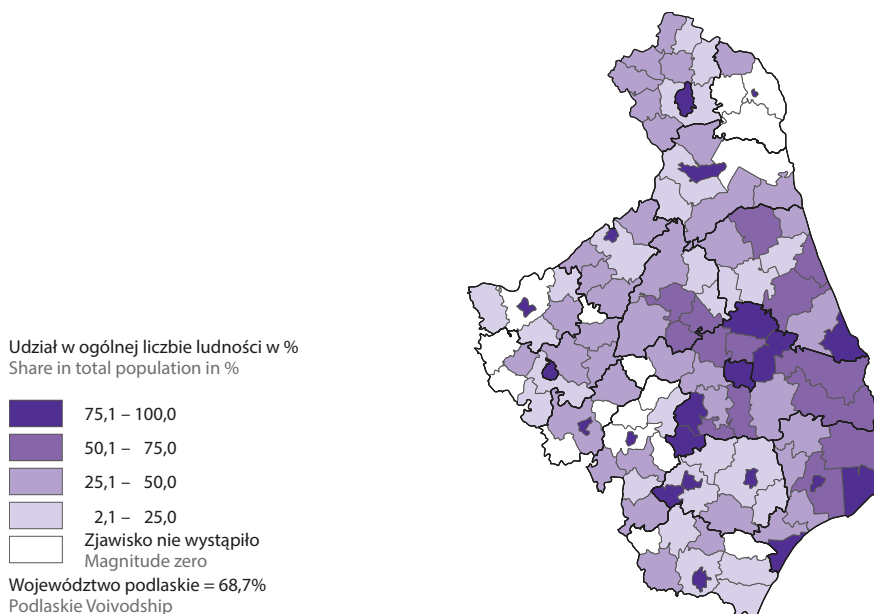 Udział w ogólnej liczbie ludności w %
Share in total population in %
75,1 – 100,0
50,1 – 75,0
25,1 – 50,0
2,1 – 25,0
Zjawisko nie wystąpiło
Magnitude zero
Województwo podlaskie = 68,7%
Podlaskie Voivodship